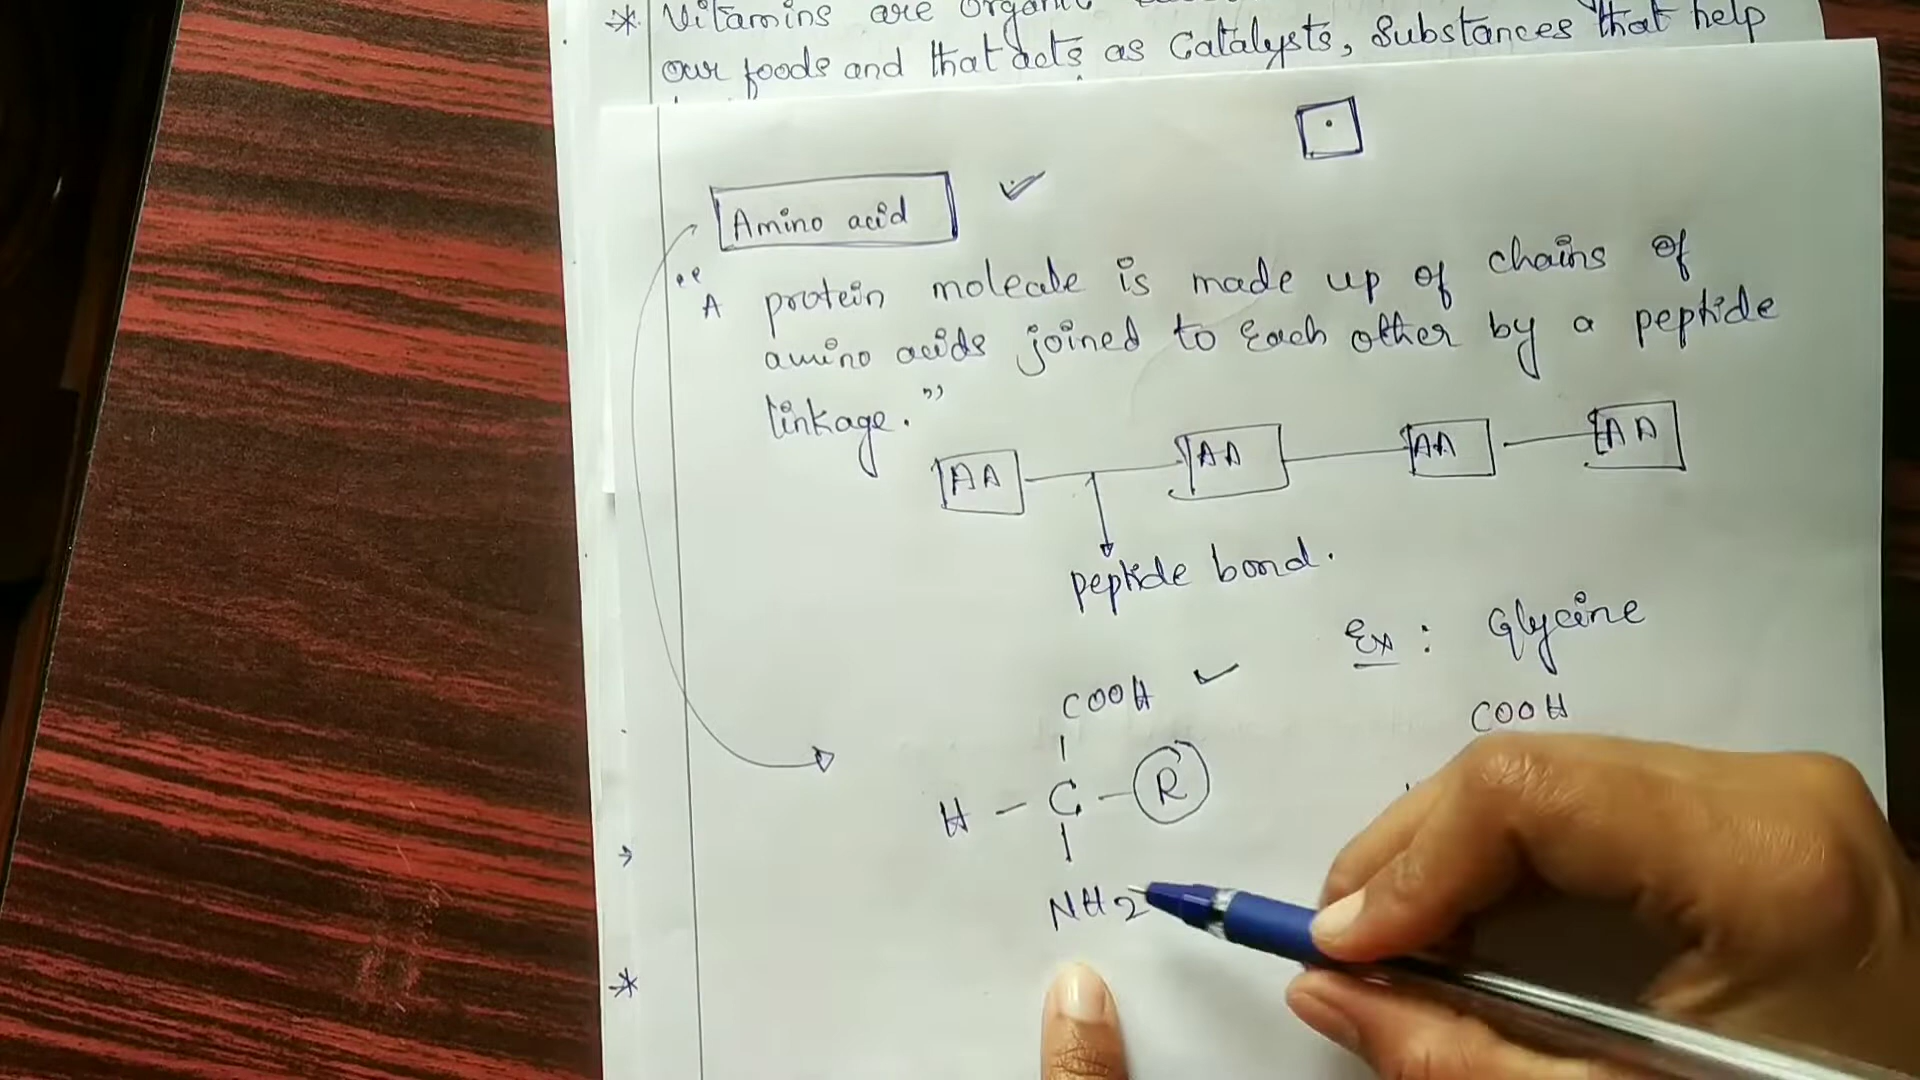 * Vitamins are Organic
our foods and that acts as Catalysts, Substances that help
Amino acid ✓
" A protein molecule is made up of chains of
amino acids joined to Each other by a peptide
linkage."
AA AA AA AA
peptide bond.
Ex : Glycine
COOH ✓ COOH
H - C - R
NH2
*